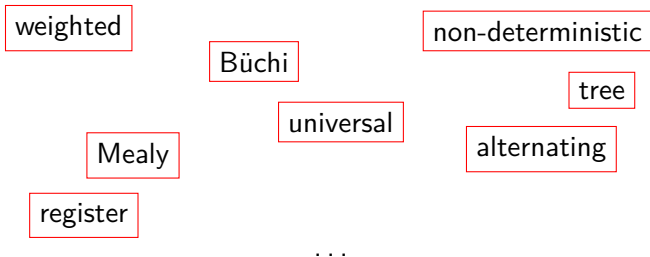 weighted
non-deterministic
Büchi
tree
universal
alternating
Mealy
register
...